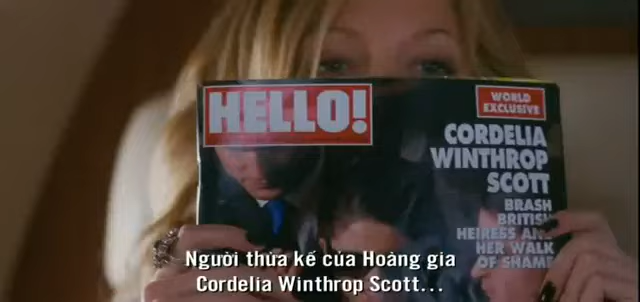 HELLO!
WORLD
EXCLUSIVE
CORDELIA
WINTHROP
SCOTT
BRASH
BRITISH
HEIRESS AND
HER WALK
OF SHAME
Người thừa kế của Hoàng gia
Cordelia Winthrop Scott...